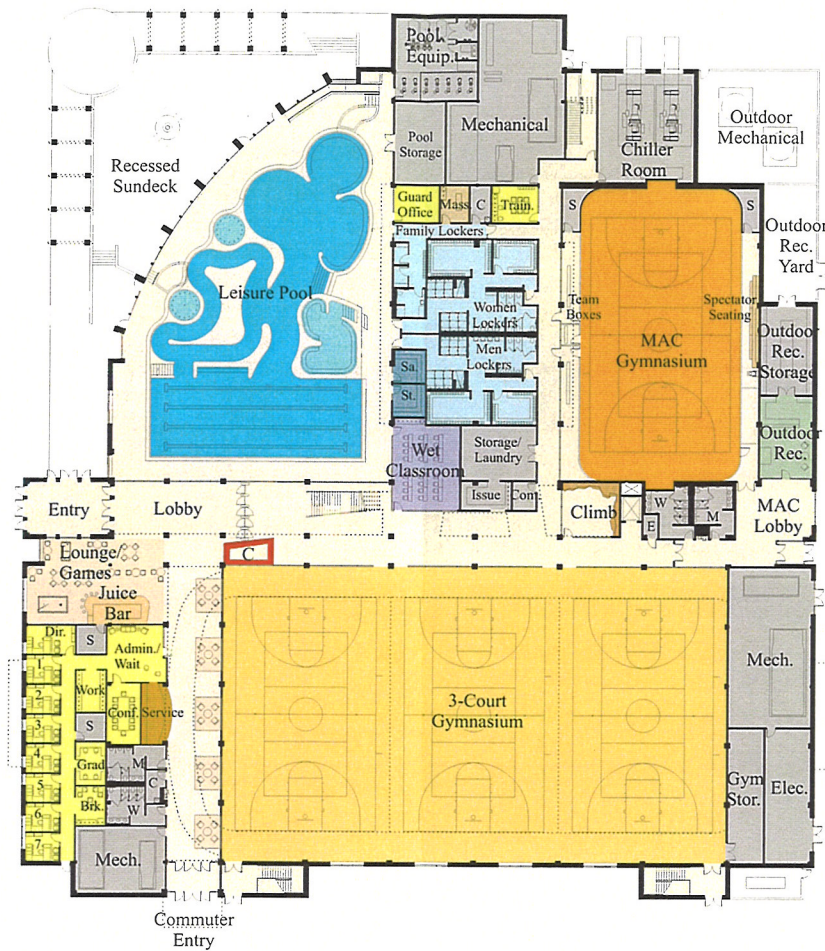 Pool
Equip.
Mechanical
Pool
Storage
Chiller
Room
Outdoor
Mechanical
Recessed
Sundeck
Guard
Office
Mass.
C
Train.
S
S
Outdoor
Rec.
Yard
Family Lockers
Leisure Pool
Women
Lockers
Team
Boxes
Spectator
Seating
MAC
Gymnasium
Outdoor
Rec.
Storage
Men
Lockers
Sa.
St.
Wet
Classroom
Storage/
Laundry
Outdoor
Rec.
Issue
Con.
Entry
Lobby
Climb
W
M
E
MAC
Lobby
C
Lounge/
Games
Juice
Bar
Dir.
S
Admin./
Wait
1
2
3
4
5
6
7
Work
Conf.
Service
S
Grad
M
C
Brk.
W
Mech.
3-Court
Gymnasium
Mech.
Gym
Stor.
Elec.
Commuter
Entry